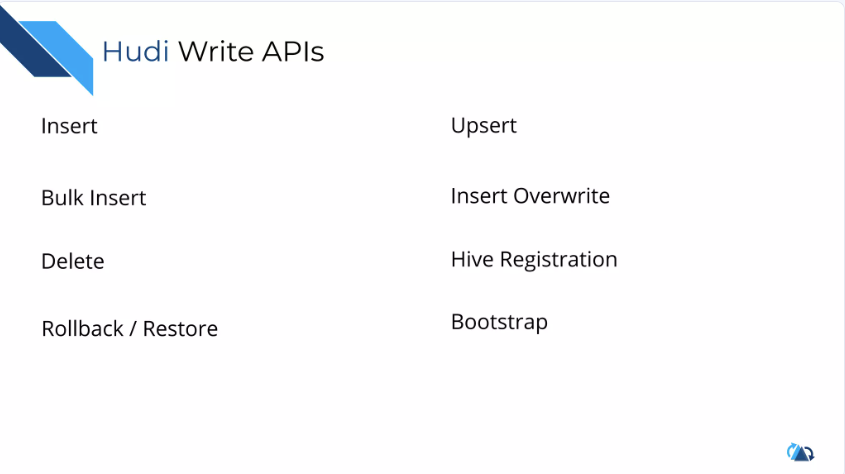 Hudi Write APIs
Insert
Upsert
Bulk Insert
Insert Overwrite
Delete
Hive Registration
Rollback / Restore
Bootstrap